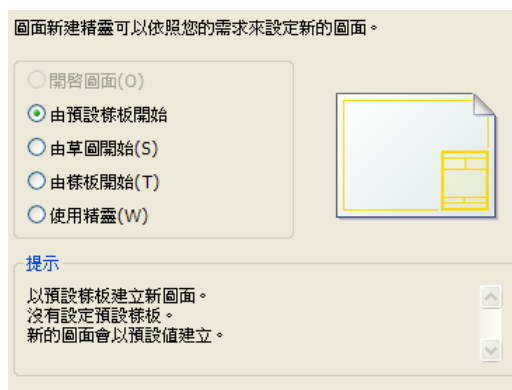 圖面新建精靈可以依照您的需求來設定新的圖面。
開啓圖面(O)
由預設樣板開始
由草圖開始(S)
由樣板開始(T)
使用精靈(W)
提示
以預設樣板建立新圖面。
沒有設定預設樣板。
新的圖面會以預設值建立。